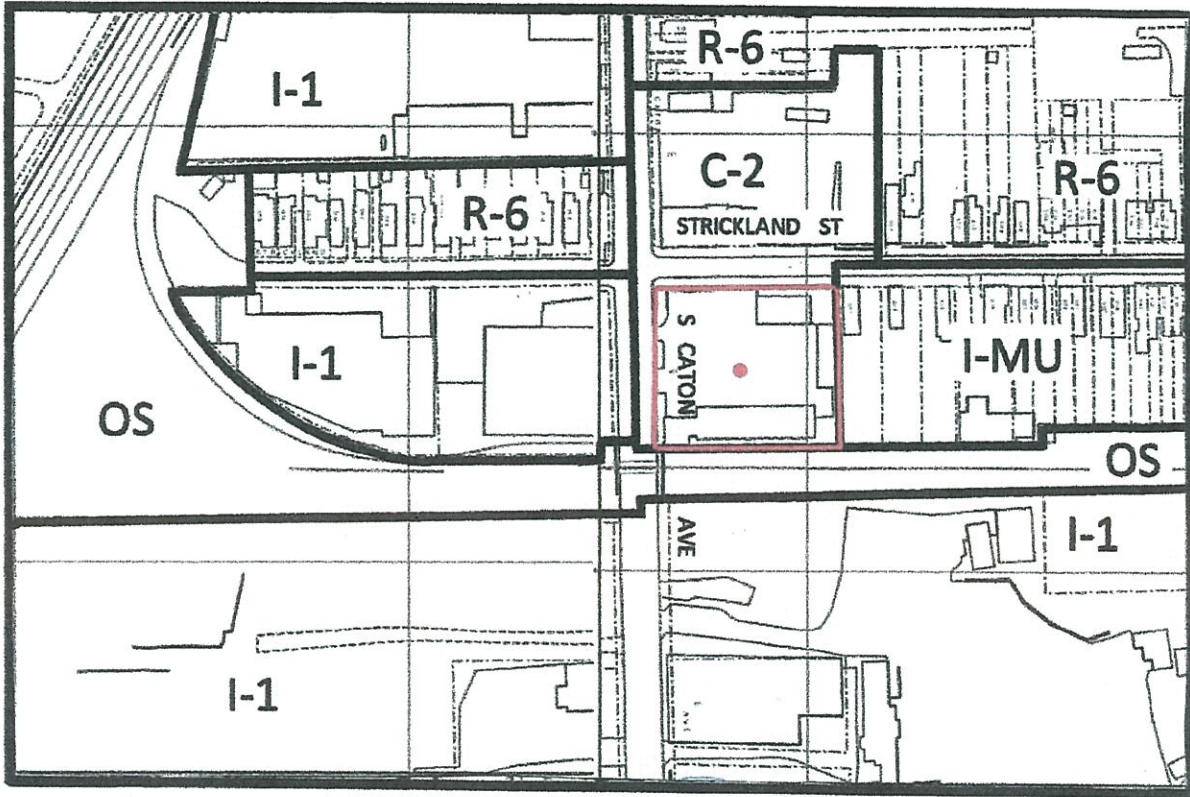 R-6
I-1
C-2
R-6
R-6
STRICKLAND ST
S CATON
I-MU
I-1
OS
OS
AVE
I-1
I-1